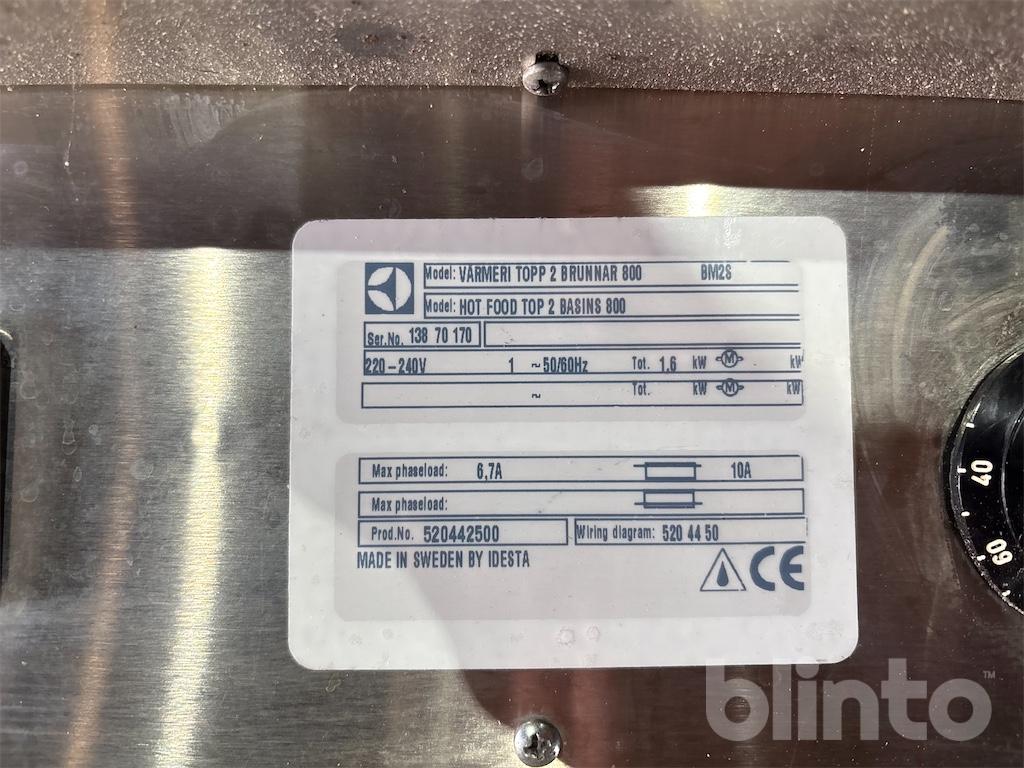 Model: VÄRMERI TOPP 2 BRUNNAR 800 BM2S
Model: HOT FOOD TOP 2 BASINS 800
Ser.No. 138 70 170
220-240V 1 ~ 50/60Hz Tot. 1.6 kW M kW
~ Tot. kW M kW
Max phaseload: 6,7A 10A
Max phaseload:
Prod.No. 520442500 Wiring diagram: 520 44 50
MADE IN SWEDEN BY IDESTA
CE
40
60
blinto™